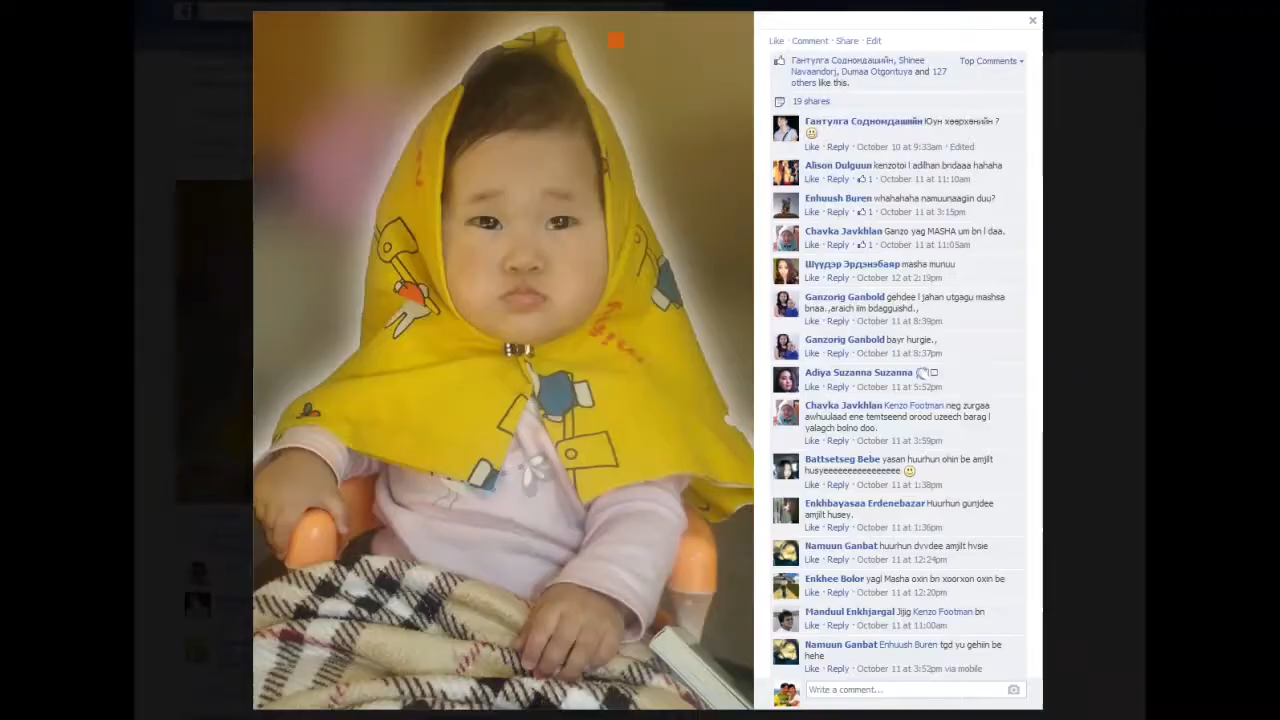 Like · Comment · Share · Edit
Гантулга Содномдашийн, Shinee
Navaandorj, Dumaa Otgontuya and 127
others like this.
Top Comments
19 shares
Гантулга Содномдашийн Юун хөөрхөнийн ?
Like · Reply · October 10 at 9:33am · Edited
Alison Dulguun kenzotoi l adilhan bndaaa hahaha
Like · Reply · 1 · October 11 at 11:10am
Enhuush Buren whahahaha namuunaagiin duu?
Like · Reply · 1 · October 11 at 3:15pm
Chavka Javkhlan Ganzo yag MASHA um bn l daa.
Like · Reply · 1 · October 11 at 11:05am
Шүүдэр Эрдэнэбаяр masha munuu
Like · Reply · October 12 at 2:19pm
Ganzorig Ganbold gehdee l jahan utgagu mashsa
bnaa.,araich iim bdagguishd.,
Like · Reply · October 11 at 8:39pm
Ganzorig Ganbold bayr hurgie.,
Like · Reply · October 11 at 8:37pm
Adiya Suzanna Suzanna
Like · Reply · October 11 at 5:52pm
Chavka Javkhlan Kenzo Footman neg zurgaa
awhuulaad ene temtseend orood uzeech barag l
yalagch bolno doo.
Like · Reply · October 11 at 3:59pm
Battsetseg Bebe yasan huurhun ohin be amjilt
husyeeeeeeeeeeeeeeee
Like · Reply · October 11 at 1:38pm
Enkhbayasaa Erdenebazar Huurhun gunjdee
amjilt husey.
Like · Reply · October 11 at 1:36pm
Namuun Ganbat huurhun dvvdee amjilt hvsie
Like · Reply · October 11 at 12:24pm
Enkhee Bolor yagl Masha oxin bn xoorxon oxin be
Like · Reply · October 11 at 12:20pm
Manduul Enkhjargal Jijig Kenzo Footman bn
Like · Reply · October 11 at 11:00am
Namuun Ganbat Enhuush Buren tgd yu gehiin be
hehe
Like · Reply · October 11 at 3:52pm via mobile
Write a comment...